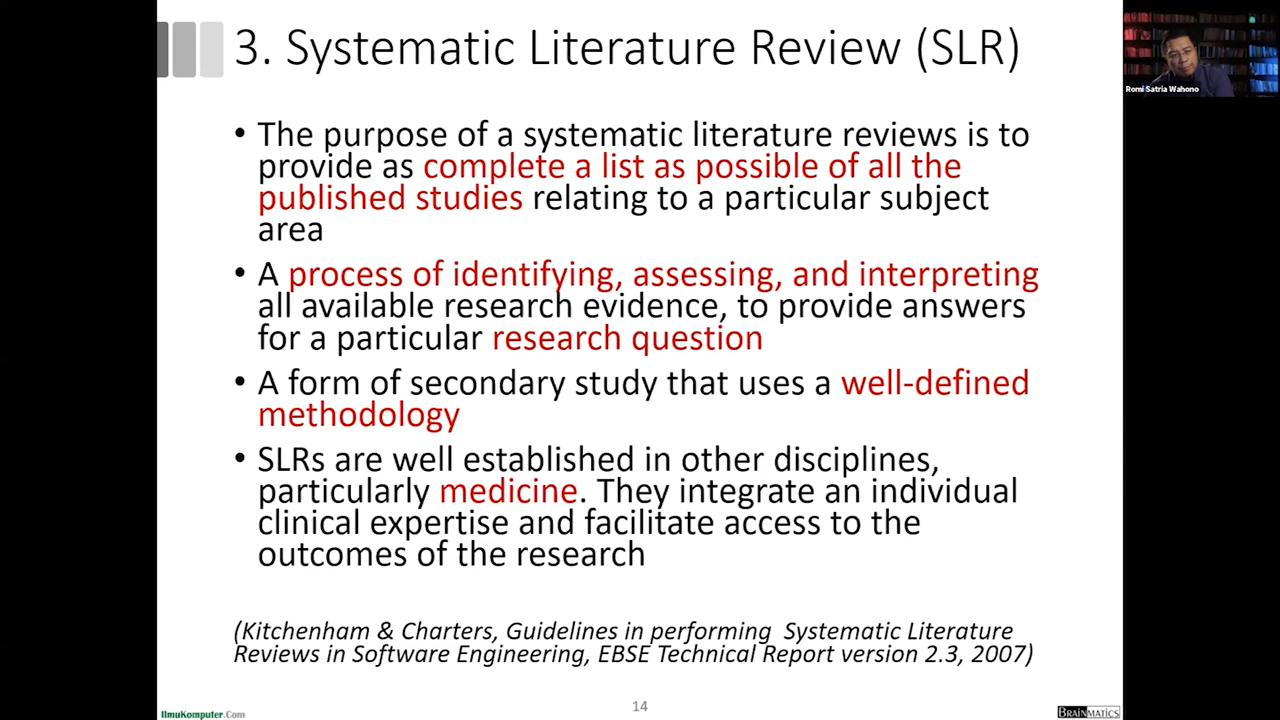 3. Systematic Literature Review (SLR)
Romi Satria Wahono
• The purpose of a systematic literature reviews is to
provide as complete a list as possible of all the
published studies relating to a particular subject
area
• A process of identifying, assessing, and interpreting
all available research evidence, to provide answers
for a particular research question
• A form of secondary study that uses a well-defined
methodology
• SLRs are well established in other disciplines,
particularly medicine. They integrate an individual
clinical expertise and facilitate access to the
outcomes of the research
(Kitchenham & Charters, Guidelines in performing Systematic Literature
Reviews in Software Engineering, EBSE Technical Report version 2.3, 2007)
IlmuKomputer.Com
14
BRAINMATICS